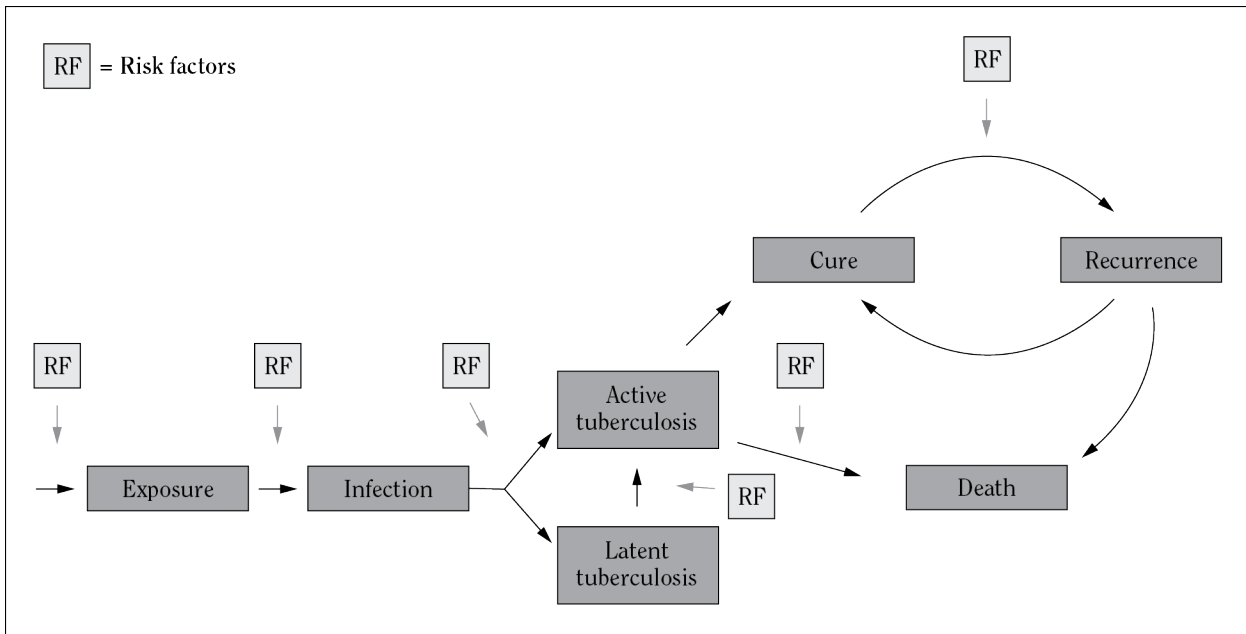 RF = Risk factors
RF
Cure
Recurrence
RF
RF
RF
Active
tuberculosis
RF
Exposure
Infection
RF
Death
Latent
tuberculosis